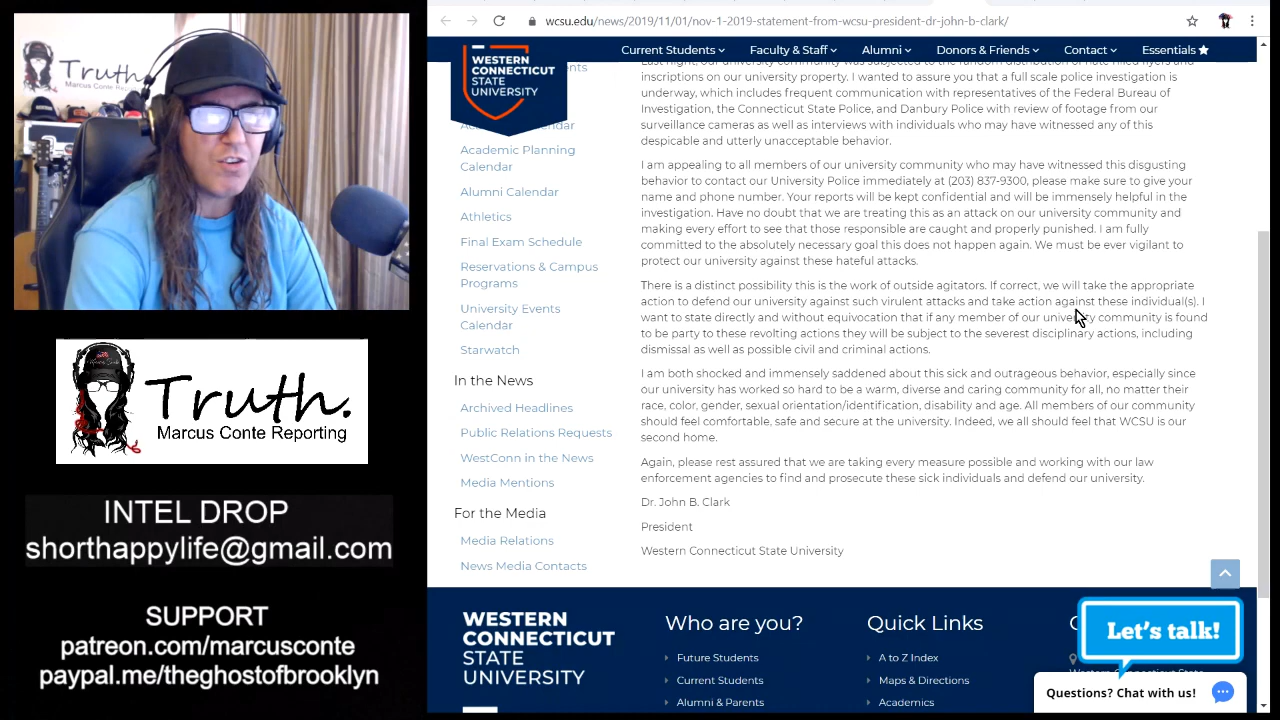 wcsu.edu/news/2019/11/01/nov-1-2019-statement-from-wcsu-president-dr-john-b-clark/
Current Students
Faculty & Staff
Alumni
Donors & Friends
Contact
Essentials
WESTERN
CONNECTICUT
STATE
UNIVERSITY
Academic Planning
Calendar
Alumni Calendar
Athletics
Final Exam Schedule
Reservations & Campus
Programs
University Events
Calendar
Starwatch
In the News
Archived Headlines
Public Relations Requests
WestConn in the News
Media Mentions
For the Media
Media Relations
News Media Contacts
Last night, our university community was subjected to the random distribution of hate filled flyers and
inscriptions on our university property. I wanted to assure you that a full scale police investigation is
underway, which includes frequent communication with representatives of the Federal Bureau of
Investigation, the Connecticut State Police, and Danbury Police with review of footage from our
surveillance cameras as well as interviews with individuals who may have witnessed any of this
despicable and utterly unacceptable behavior.
I am appealing to all members of our university community who may have witnessed this disgusting
behavior to contact our University Police immediately at (203) 837-9300, please make sure to give your
name and phone number. Your reports will be kept confidential and will be immensely helpful in the
investigation. Have no doubt that we are treating this as an attack on our university community and
making every effort to see that those responsible are caught and properly punished. I am fully
committed to the absolutely necessary goal this does not happen again. We must be ever vigilant to
protect our university against these hateful attacks.
There is a distinct possibility this is the work of outside agitators. If correct, we will take the appropriate
action to defend our university against such virulent attacks and take action against these individual(s). I
want to state directly and without equivocation that if any member of our university community is found
to be party to these revolting actions they will be subject to the severest disciplinary actions, including
dismissal as well as possible civil and criminal actions.
I am both shocked and immensely saddened about this sick and outrageous behavior, especially since
our university has worked so hard to be a warm, diverse and caring community for all, no matter their
race, color, gender, sexual orientation/identification, disability and age. All members of our community
should feel comfortable, safe and secure at the university. Indeed, we all should feel that WCSU is our
second home.
Again, please rest assured that we are taking every measure possible and working with our law
enforcement agencies to find and prosecute these sick individuals and defend our university.
Dr. John B. Clark
President
Western Connecticut State University
WESTERN
CONNECTICUT
STATE
UNIVERSITY
Who are you?
Future Students
Current Students
Alumni & Parents
Quick Links
A to Z Index
Maps & Directions
Academics
Let's talk!
Questions? Chat with us!
Truth.
Marcus Conte Reporting
Truth.
Marcus Conte Reporting
INTEL DROP
shorthappylife@gmail.com
SUPPORT
patreon.com/marcusconte
paypal.me/theghostofbrooklyn